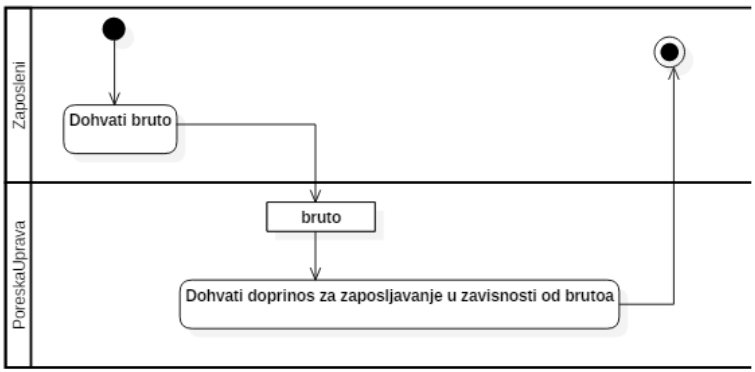 Zaposleni
Dohvati bruto
PoreskaUprava
bruto
Dohvati doprinos za zaposljavanje u zavisnosti od brutoa